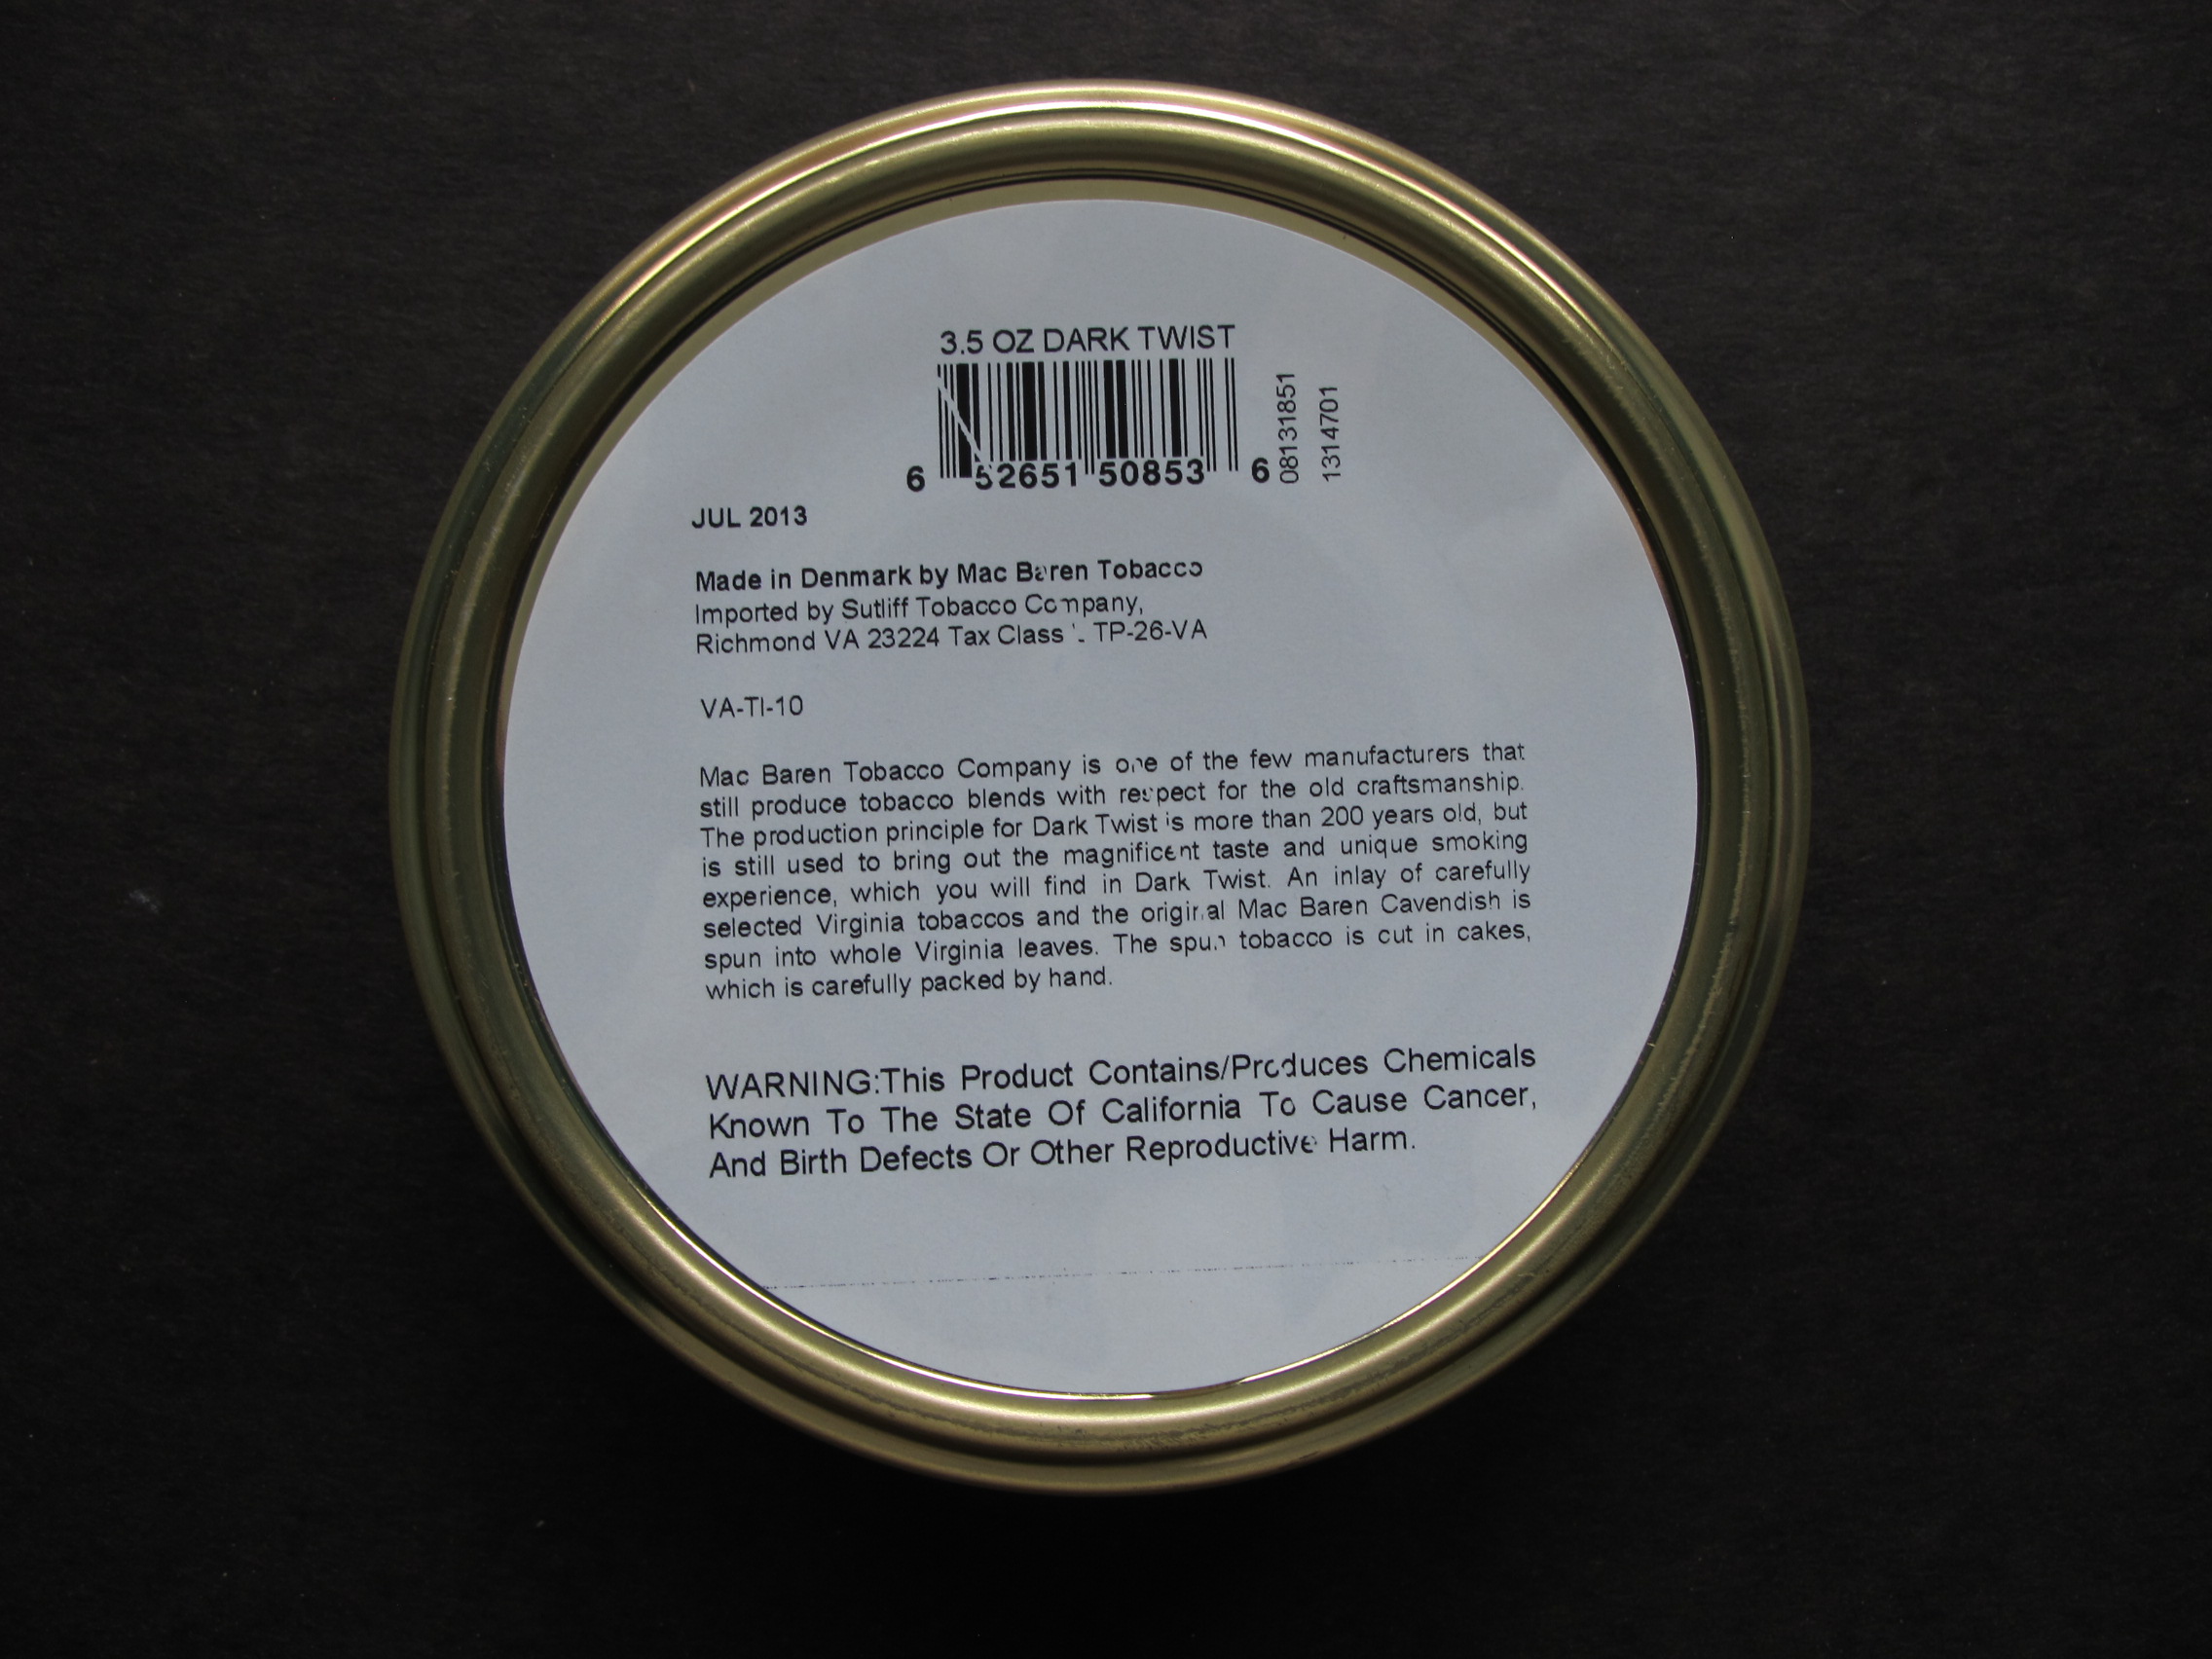 3.5 OZ DARK TWIST
6 52651 50853 6
081311851
1314701
JUL 2013
Made in Denmark by Mac Baren Tobacco
Imported by Sutliff Tobacco Company,
Richmond VA 23224 Tax Class TP-26-VA
VA-TI-10
Mac Baren Tobacco Company is one of the few manufacturers that
still produce tobacco blends with respect for the old craftsmanship.
The production principle for Dark Twist is more than 200 years old, but
is still used to bring out the magnificent taste and unique smoking
experience, which you will find in Dark Twist. An inlay of carefully
selected Virginia tobaccos and the original Mac Baren Cavendish is
spun into whole Virginia leaves. The spun tobacco is cut in cakes,
which is carefully packed by hand.
WARNING:This Product Contains/Produces Chemicals
Known To The State Of California To Cause Cancer,
And Birth Defects Or Other Reproductive Harm.